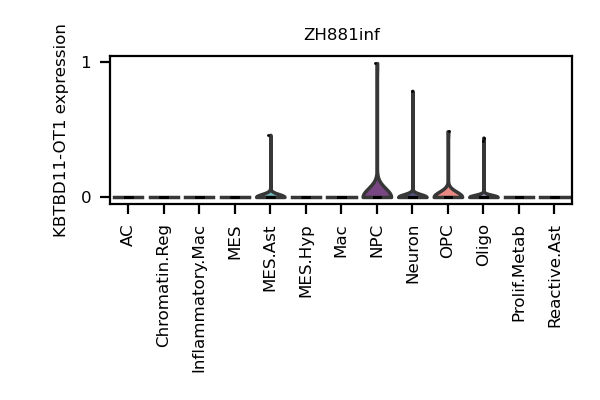 ZH881inf
KBTBD11-OT1 expression
1
0
AC
Chromatin.Reg
Inflammatory.Mac
MES
MES.Ast
MES.Hyp
Mac
NPC
Neuron
OPC
Oligo
Prolif.Metab
Reactive.Ast